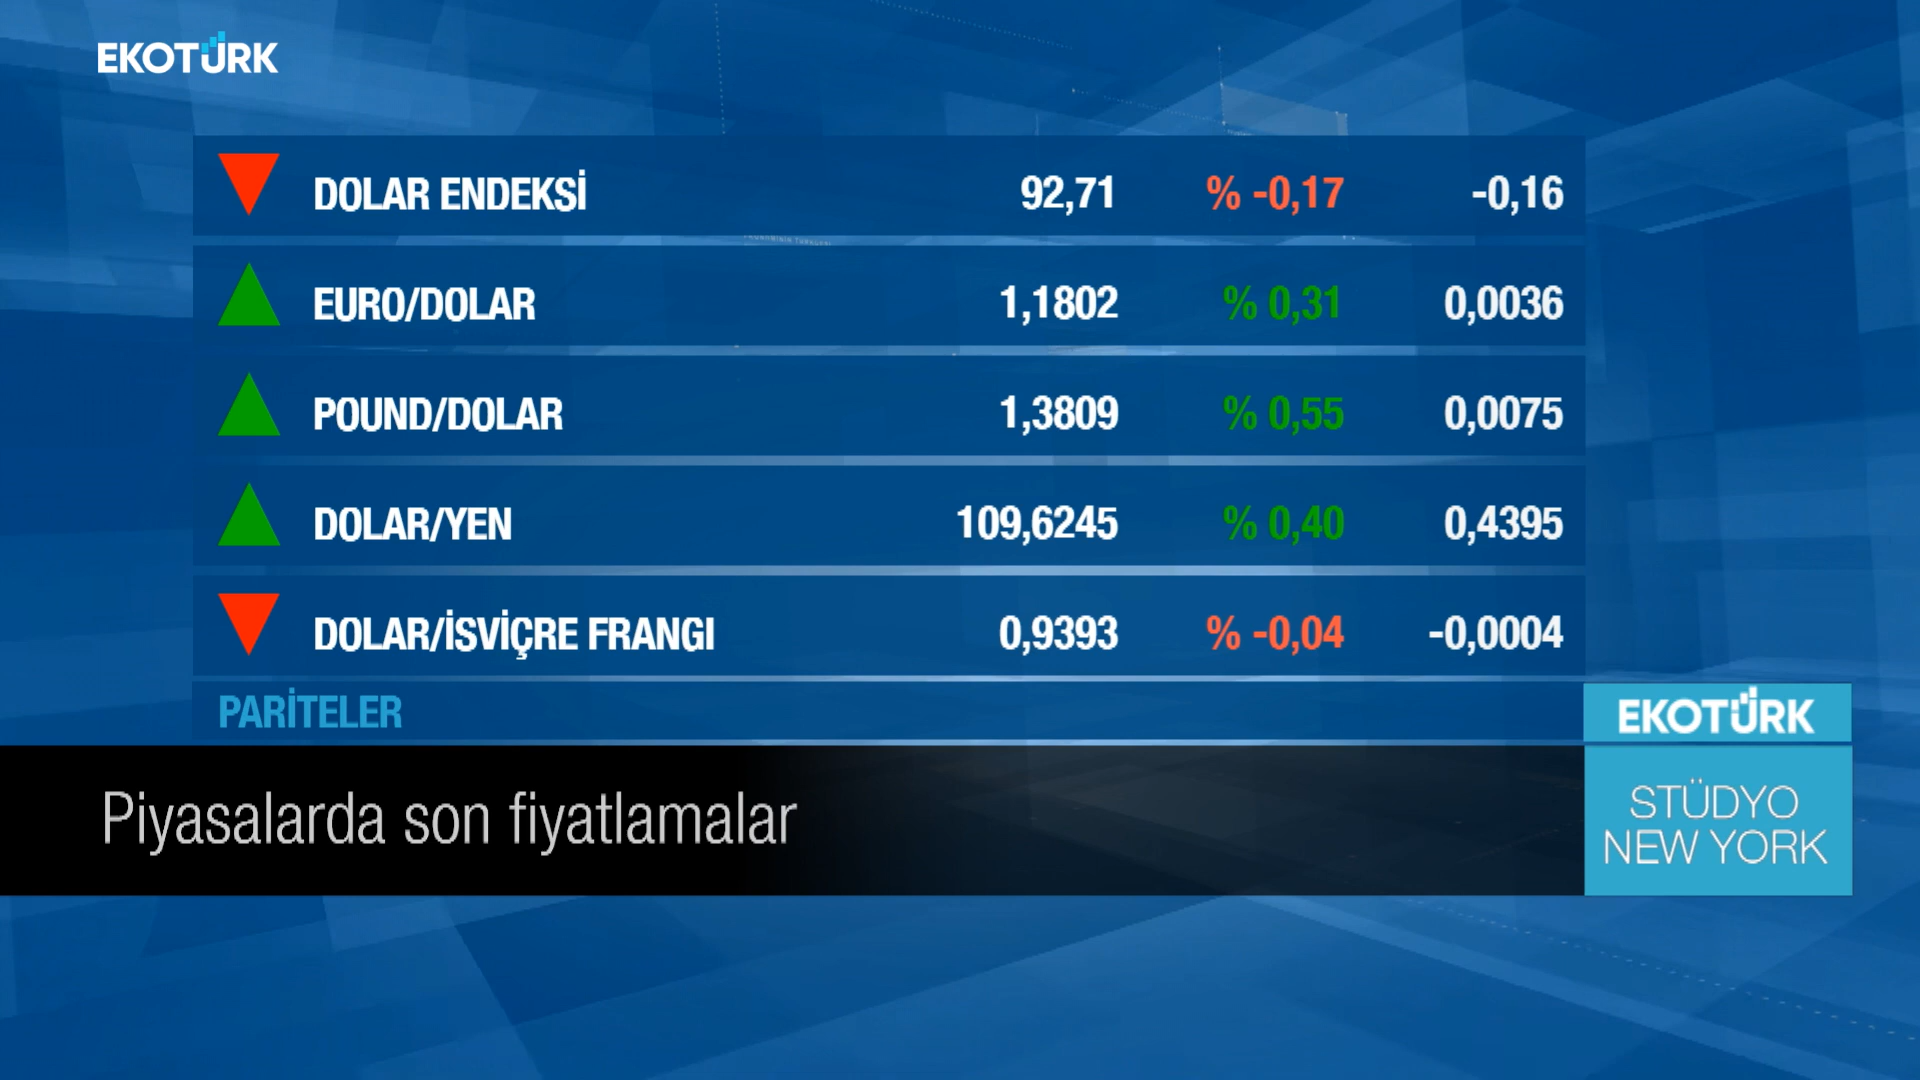 EKOTÜRK
DOLAR ENDEKSİ 92,71 % -0,17 -0,16
EURO/DOLAR 1,1802 % 0,31 0,0036
POUND/DOLAR 1,3809 % 0,55 0,0075
DOLAR/YEN 109,6245 % 0,40 0,4395
DOLAR/İSVİÇRE FRANGI 0,9393 % -0,04 -0,0004
PARİTELER
EKOTÜRK
Piyasalarda son fiyatlamalar
STÜDYO
NEW YORK